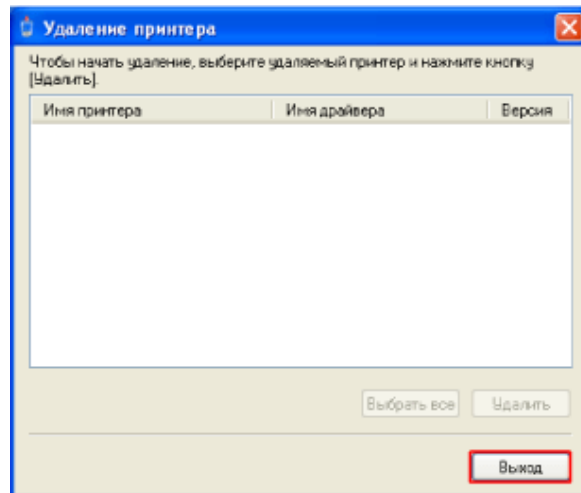 Удаление принтера
Чтобы начать удаление, выберите удаляемый принтер и нажмите кнопку
[Удалить].
Имя принтера Имя драйвера Версия
Выбрать все Удалить
Выход